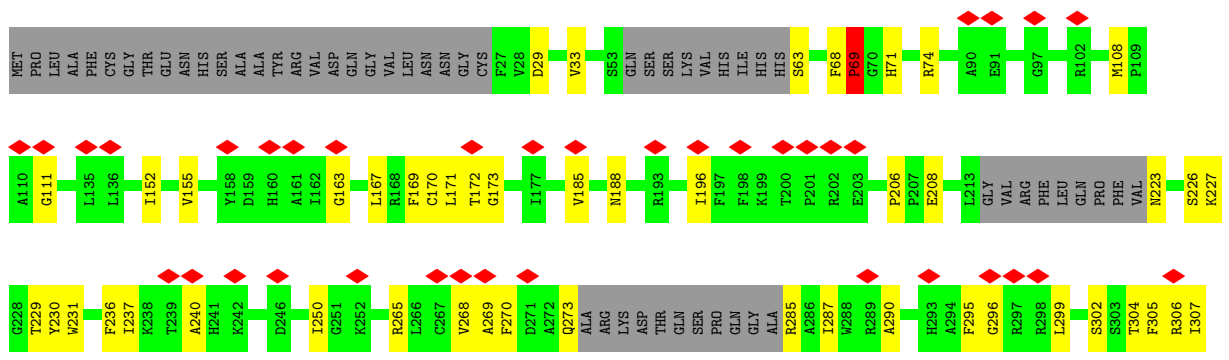 MET PRO LEU ALA PHE CYS GLY THR GLU ASN HIS SER ALA ALA TYR ARG VAL ASP GLN GLY VAL LEU ASN ASN GLY CYS F27 V28 D29 V33 S53 GLN SER SER LYS VAL HIS ILE HIS HIS S63 F68 P69 G70 H71 R74 A90 E91 G97 R102 M108 P109
A110 G111 L135 L136 I152 V155 Y158 D159 H160 A161 I162 G163 L167 R168 F169 C170 L171 T172 G173 I177 V185 N188 R193 I196 F197 F198 K199 T200 P201 R202 E203 P206 P207 E208 L213 GLY VAL ARG PHE LEU GLN PRO PHE VAL N223 S226 K227
G228 T229 Y230 W231 F236 I237 K238 T239 A240 H241 K242 D246 I250 G251 K252 R265 L266 C267 V268 A269 F270 D271 A272 Q273 ALA ARG LYS ASP THR GLN SER PRO GLN GLY ALA R285 A286 I287 W288 R289 A290 H293 A294 F295 G296 R297 R298 L299 S302 S303 T304 F305 R306 I307